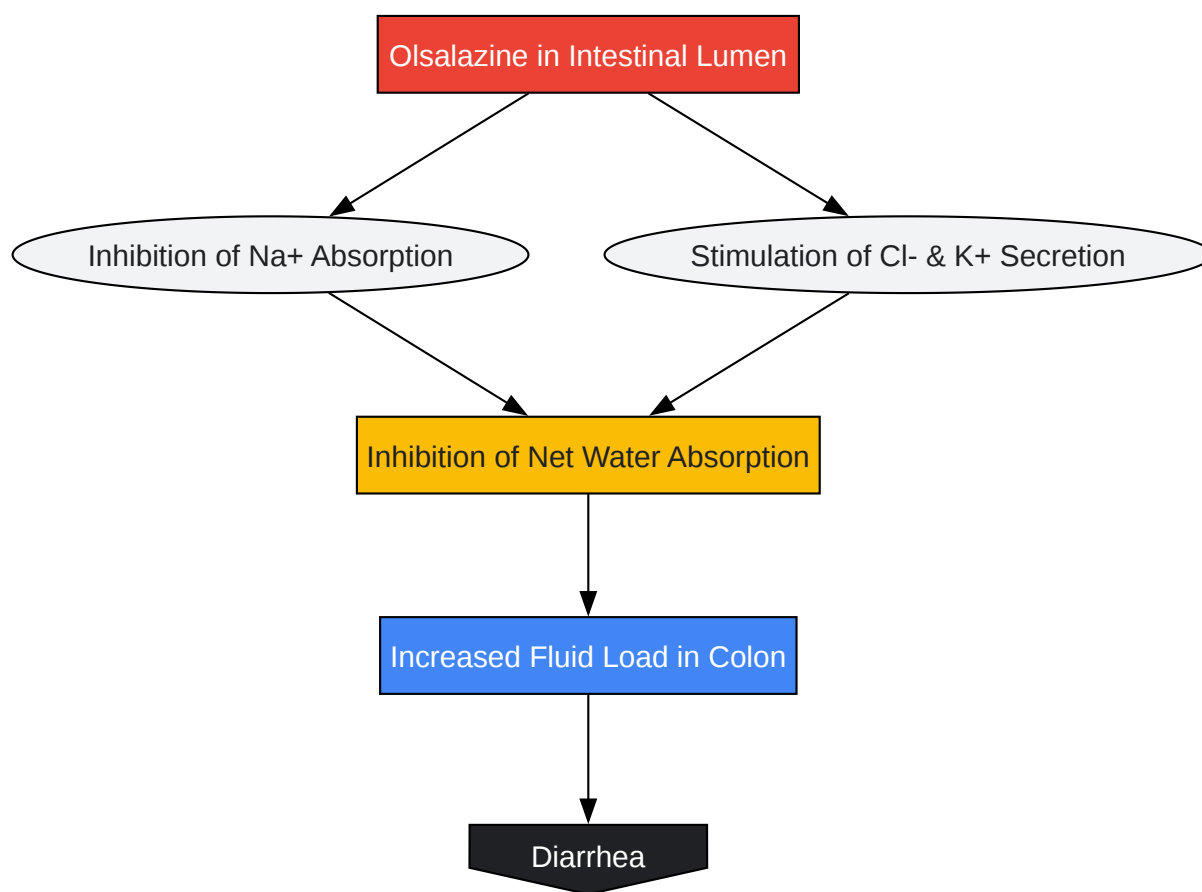 Olsalazine in Intestinal Lumen
Inhibition of Na+ Absorption
Stimulation of Cl- & K+ Secretion
Inhibition of Net Water Absorption
Increased Fluid Load in Colon
Diarrhea